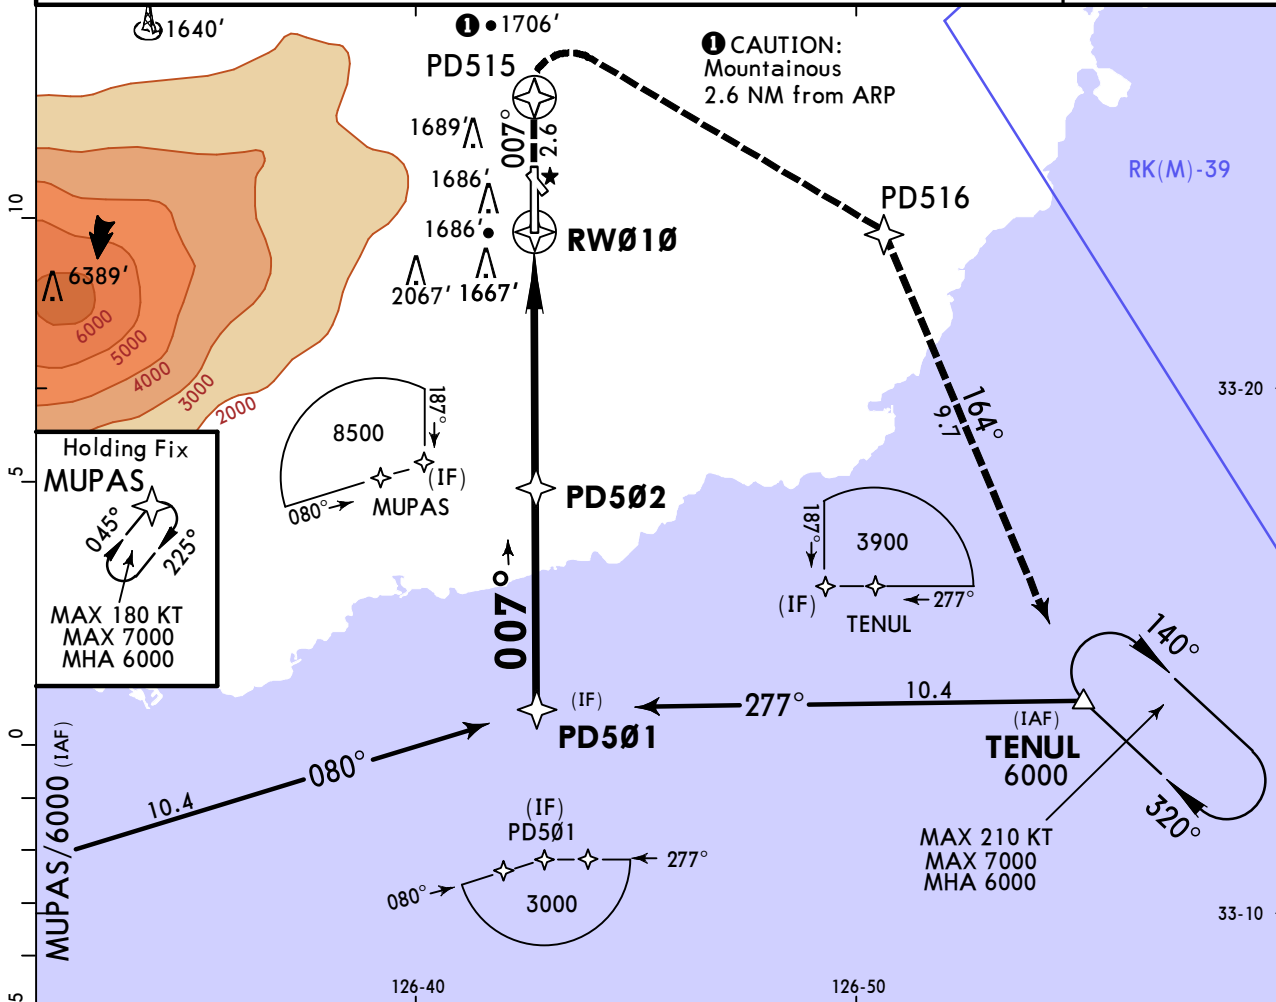 1640'
❶ • 1706'
❶ CAUTION:
Mountainous
2.6 NM from ARP
PD515
1689'
007°
2.6
RK(M)-39
1686'
PD516
10
1686'
RWØ1Ø
6389'
2067'
1667'
6000
5000
4000
3000
2000
33-20
187°
8500
(IF)
MUPAS
080°
164°
9.7
Holding Fix
MUPAS
045°
225°
MAX 180 KT
MAX 7000
MHA 6000
5
PD5Ø2
187°
3900
(IF)
277°
TENUL
007°
140°
(IF)
PD5Ø1
277°
10.4
(IAF)
TENUL
6000
320°
MAX 210 KT
MAX 7000
MHA 6000
0
MUPAS/6000 (IAF)
10.4
080°
(IF)
PD5Ø1
277°
080°
3000
33-10
5
126-40
126-50